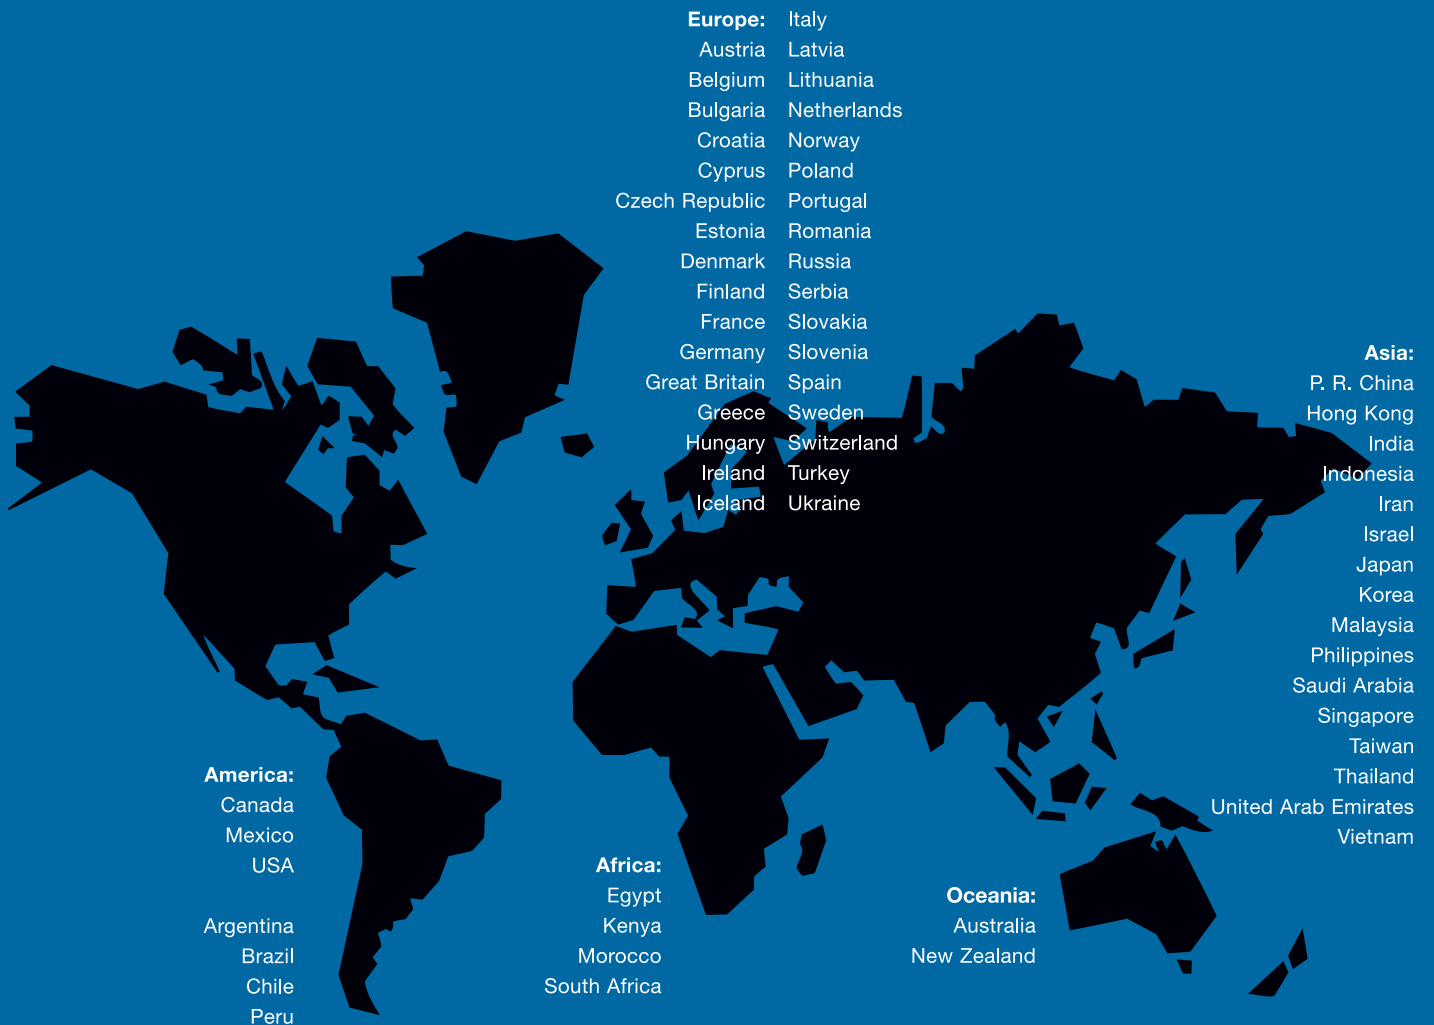 Europe:
Austria
Belgium
Bulgaria
Croatia
Cyprus
Czech Republic
Estonia
Denmark
Finland
France
Germany
Great Britain
Greece
Hungary
Ireland
Iceland
Italy
Latvia
Lithuania
Netherlands
Norway
Poland
Portugal
Romania
Russia
Serbia
Slovakia
Slovenia
Spain
Sweden
Switzerland
Turkey
Ukraine
Asia:
P. R. China
Hong Kong
India
Indonesia
Iran
Israel
Japan
Korea
Malaysia
Philippines
Saudi Arabia
Singapore
Taiwan
Thailand
United Arab Emirates
Vietnam
America:
Canada
Mexico
USA
Argentina
Brazil
Chile
Peru
Africa:
Egypt
Kenya
Morocco
South Africa
Oceania:
Australia
New Zealand